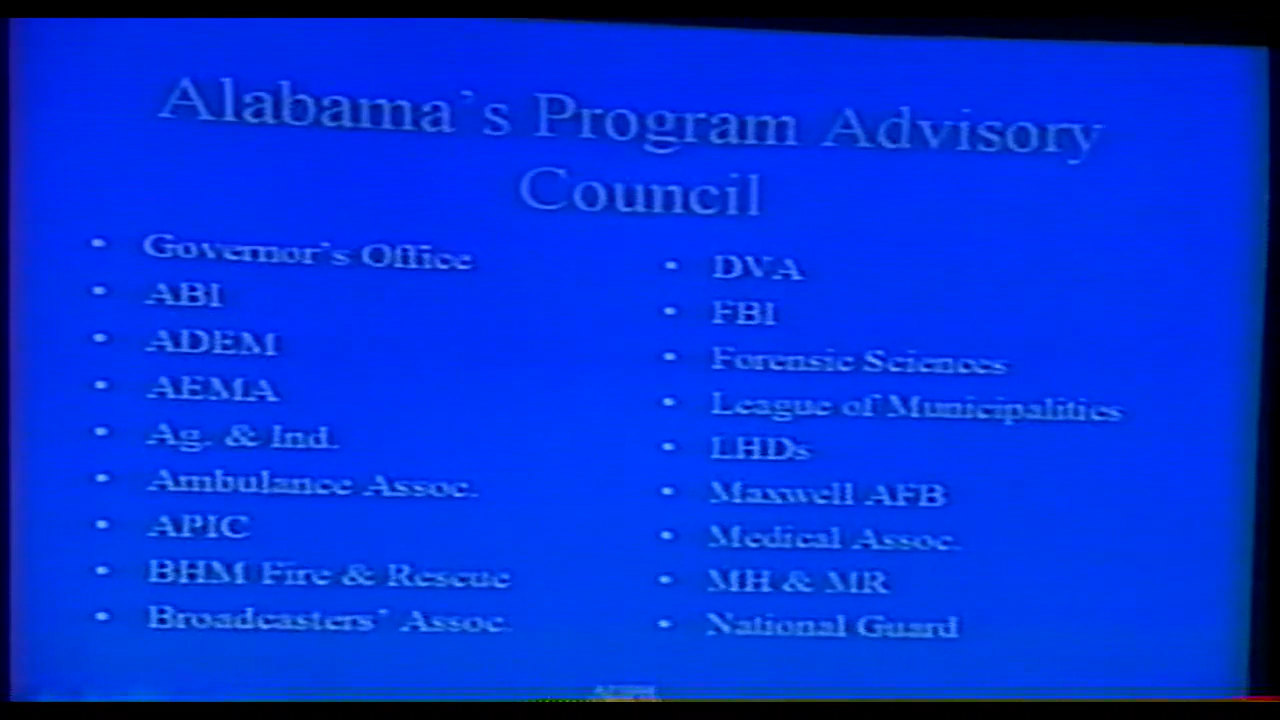 Alabama's Program Advisory
Council
• Governor's Office
• ABI
• ADEM
• AEMA
• Ag. & Ind.
• Ambulance Assoc.
• APIC
• BHM Fire & Rescue
• Broadcasters' Assoc.
• DVA
• FBI
• Forensic Sciences
• League of Municipalities
• LHDs
• Maxwell AFB
• Medical Assoc.
• MH & MR
• National Guard